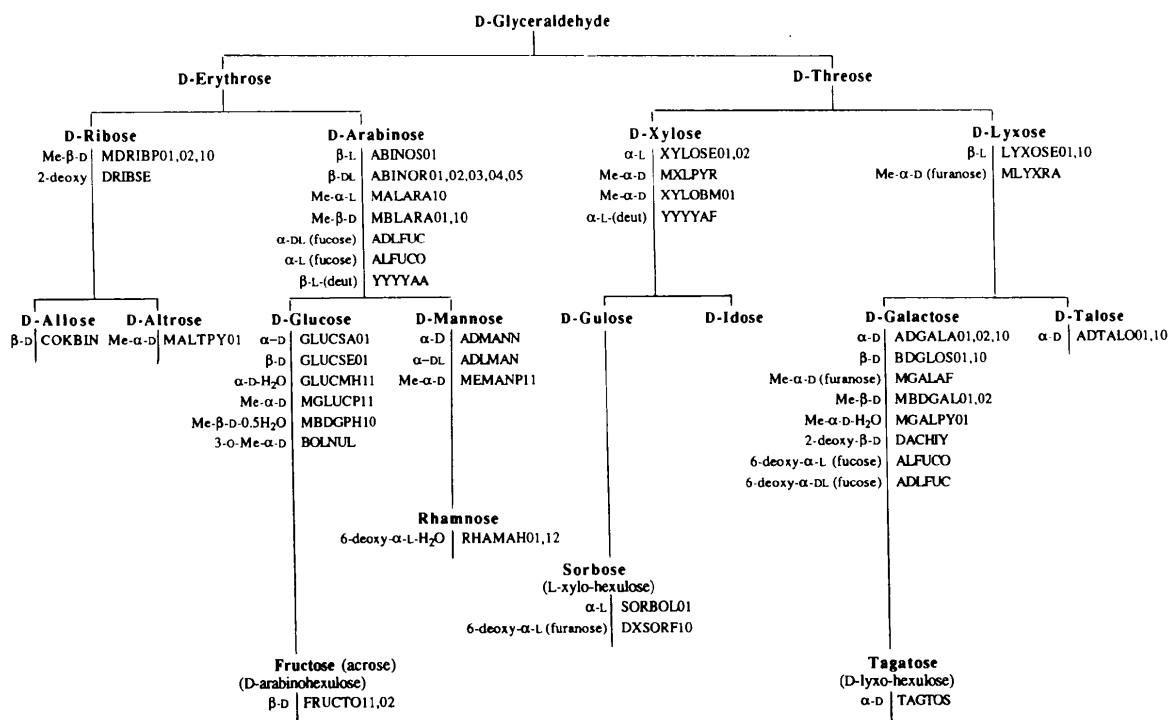 D-Glyceraldehyde
D-Erythrose
D-Threose
D-Ribose
Me-β-D MDRIBP01,02,10
2-deoxy DRIBSE
D-Arabinose
β-L ABINOS01
β-DL ABINOR01,02,03,04,05
Me-α-L MALARA10
Me-β-D MBLARA01,10
α-DL (fucose) ADLFUC
α-L (fucose) ALFUCO
β-L-(deut) YYYYAA
D-Xylose
α-L XYLOSE01,02
Me-α-D MXLPYR
Me-α-D XYLOBM01
α-L-(deut) YYYYAF
D-Lyxose
β-L LYXOSE01,10
Me-α-D (furanose) MLYXRA
D-Allose
β-D COKBIN
D-Altrose
Me-α-D MALTPY01
D-Glucose
α-D GLUCSA01
β-D GLUCSE01
α-D-H₂O GLUCMH11
Me-α-D MGLUCP11
Me-β-D-0.5H₂O MBDGPH10
3-O-Me-α-D BOLNUL
D-Mannose
α-D ADMANN
α-DL ADLMAN
Me-α-D MEMANP11
D-Gulose
D-Idose
D-Galactose
α-D ADGALA01,02,10
β-D BDGLOS01,10
Me-α-D (furanose) MGALAF
Me-β-D MBDGAL01,02
Me-α-D-H₂O MGALPY01
2-deoxy-β-D DACHIY
6-deoxy-α-L (fucose) ALFUCO
6-deoxy-α-DL (fucose) ADLFUC
D-Talose
α-D ADTALO01,10
Rhamnose
6-deoxy-α-L-H₂O RHAMAH01,12
Sorbose
(L-xylo-hexulose)
α-L SORBOL01
6-deoxy-α-L (furanose) DXSORF10
Fructose (acrose)
(D-arabinohexulose)
β-D FRUCTO11,02
Tagatose
(D-lyxo-hexulose)
α-D TAGTOS